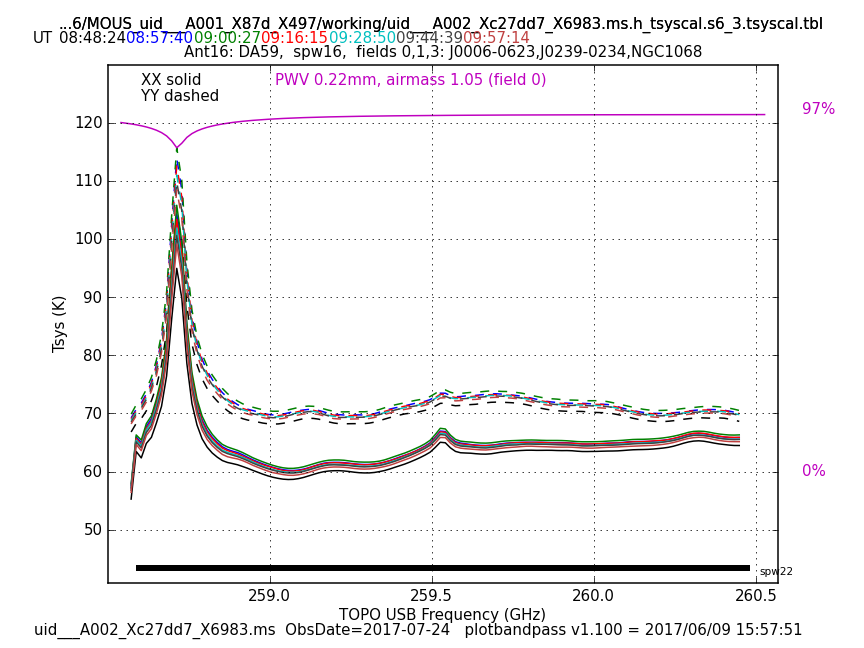 ...6/MOUS_uid___A001_X87d_X497/working/uid___A002_Xc27dd7_X6983.ms.h_tsyscal.s6_3.tsyscal.tbl
UT 08:48:24 08:57:40 09:00:27 09:16:15 09:28:50 09:44:39 09:57:14
Ant16: DA59, spw16, fields 0,1,3: J0006-0623,J0239-0234,NGC1068
XX solid
YY dashed
PWV 0.22mm, airmass 1.05 (field 0)
97%
0%
120
110
100
90
80
70
60
50
Tsys (K)
spw22
259.0 259.5 260.0 260.5
TOPO USB Frequency (GHz)
uid___A002_Xc27dd7_X6983.ms ObsDate=2017-07-24 plotbandpass v1.100 = 2017/06/09 15:57:51